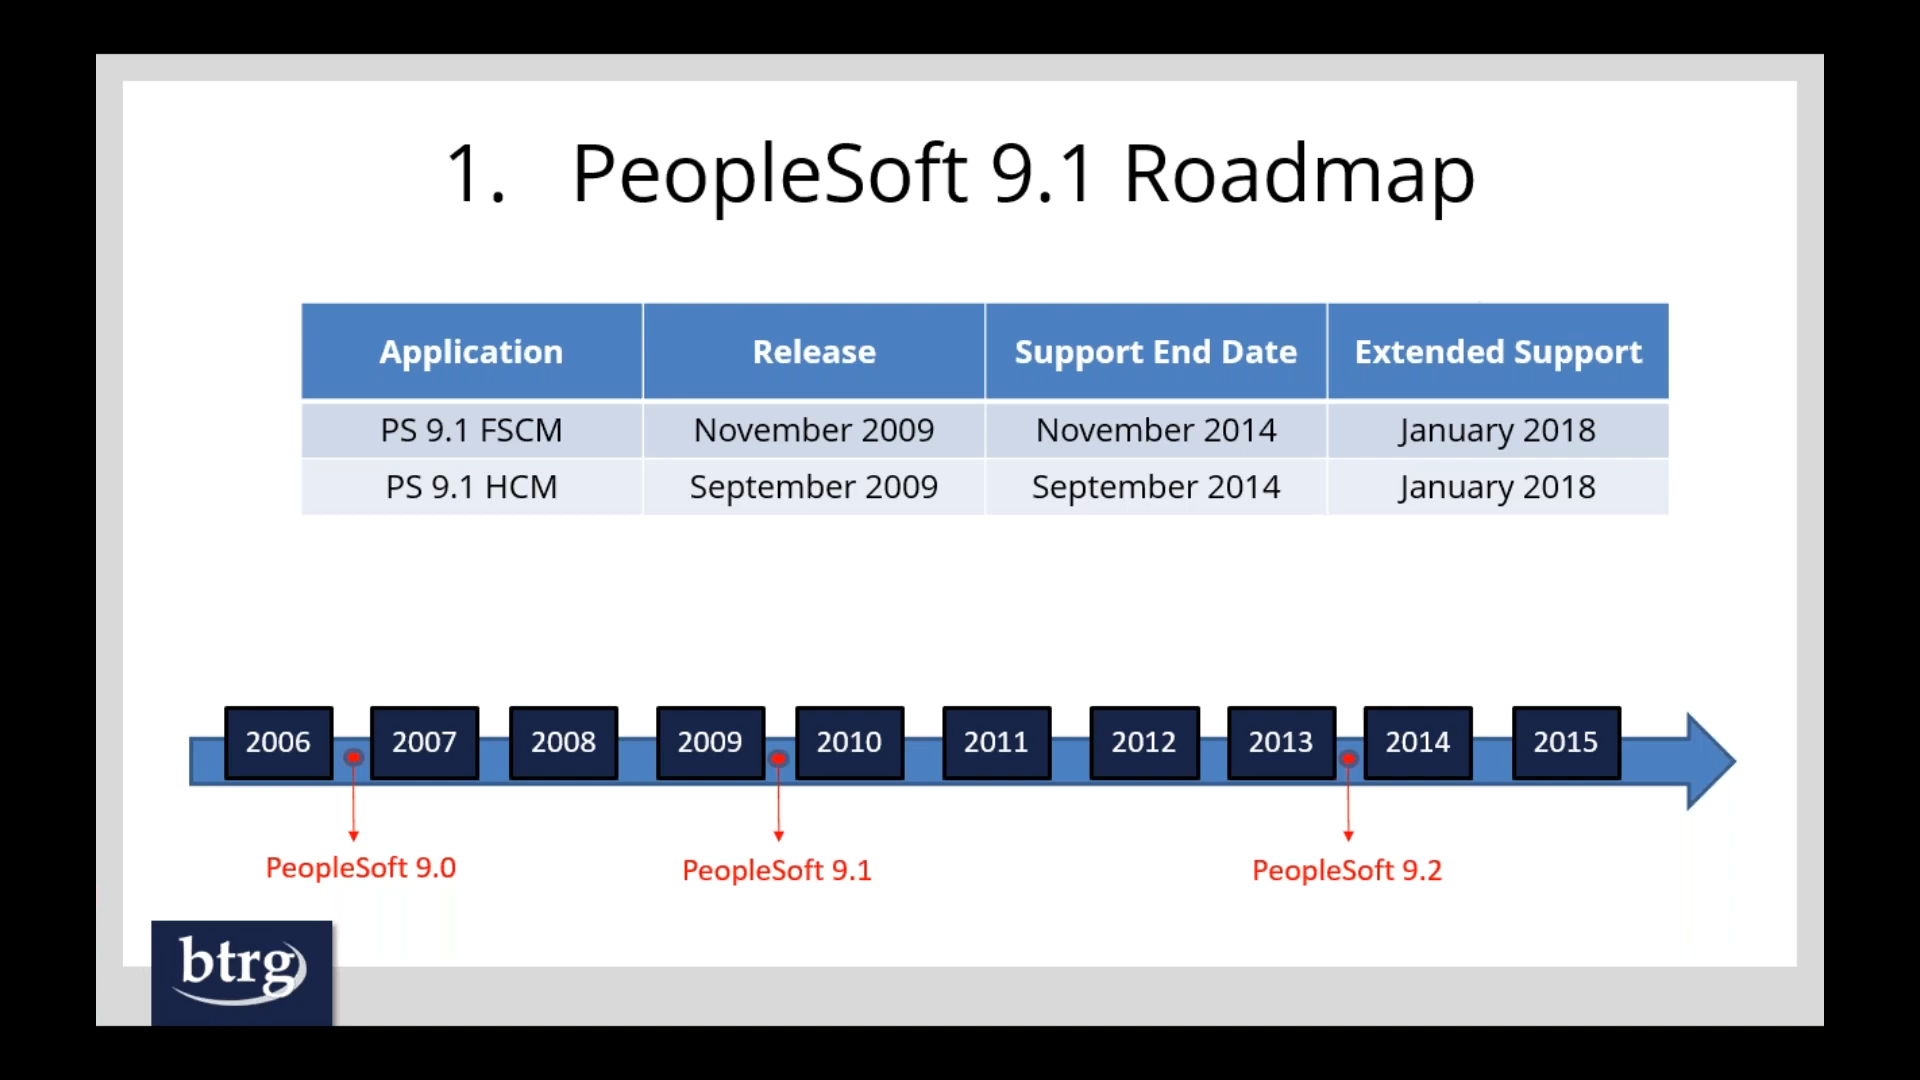 1. PeopleSoft 9.1 Roadmap
Application Release Support End Date Extended Support
PS 9.1 FSCM November 2009 November 2014 January 2018
PS 9.1 HCM September 2009 September 2014 January 2018
2006 2007 2008 2009 2010 2011 2012 2013 2014 2015
PeopleSoft 9.0 PeopleSoft 9.1 PeopleSoft 9.2
btrg